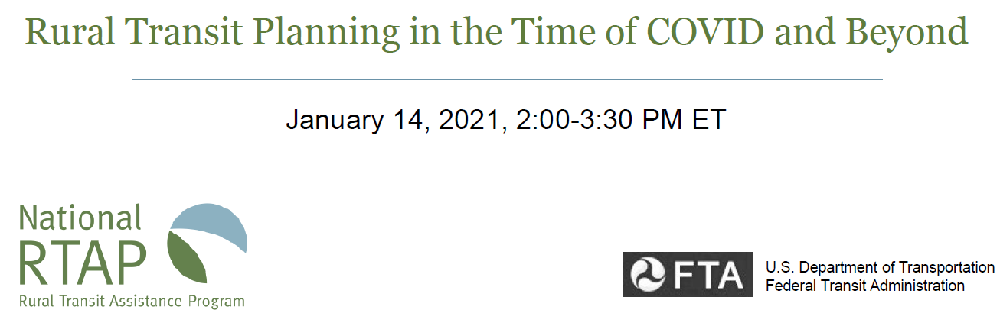 Rural Transit Planning in the Time of COVID and Beyond
January 14, 2021, 2:00-3:30 PM ET
National
RTAP
Rural Transit Assistance Program
FTA
U.S. Department of Transportation
Federal Transit Administration